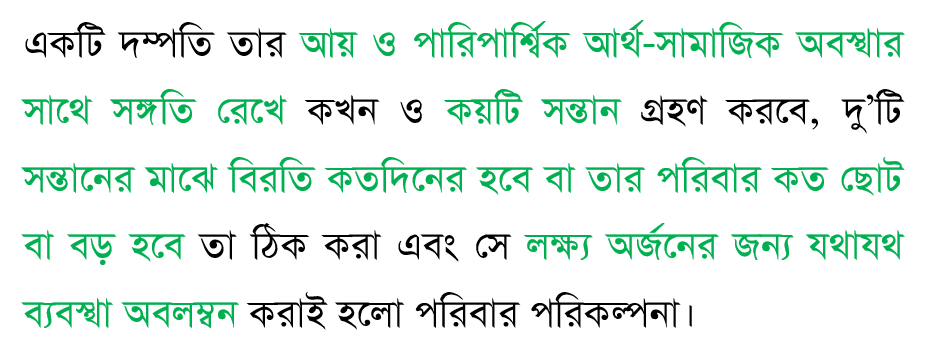 একটি দম্পতি তার আয় ও পারিপার্শ্বিক আর্থ-সামাজিক অবস্থার
সাথে সঙ্গতি রেখে কখন ও কয়টি সন্তান গ্রহণ করবে, দু’টি
সন্তানের মাঝে বিরতি কতদিনের হবে বা তার পরিবার কত ছোট
বা বড় হবে তা ঠিক করা এবং সে লক্ষ্য অর্জনের জন্য যথাযথ
ব্যবস্থা অবলম্বন করাই হলো পরিবার পরিকল্পনা।